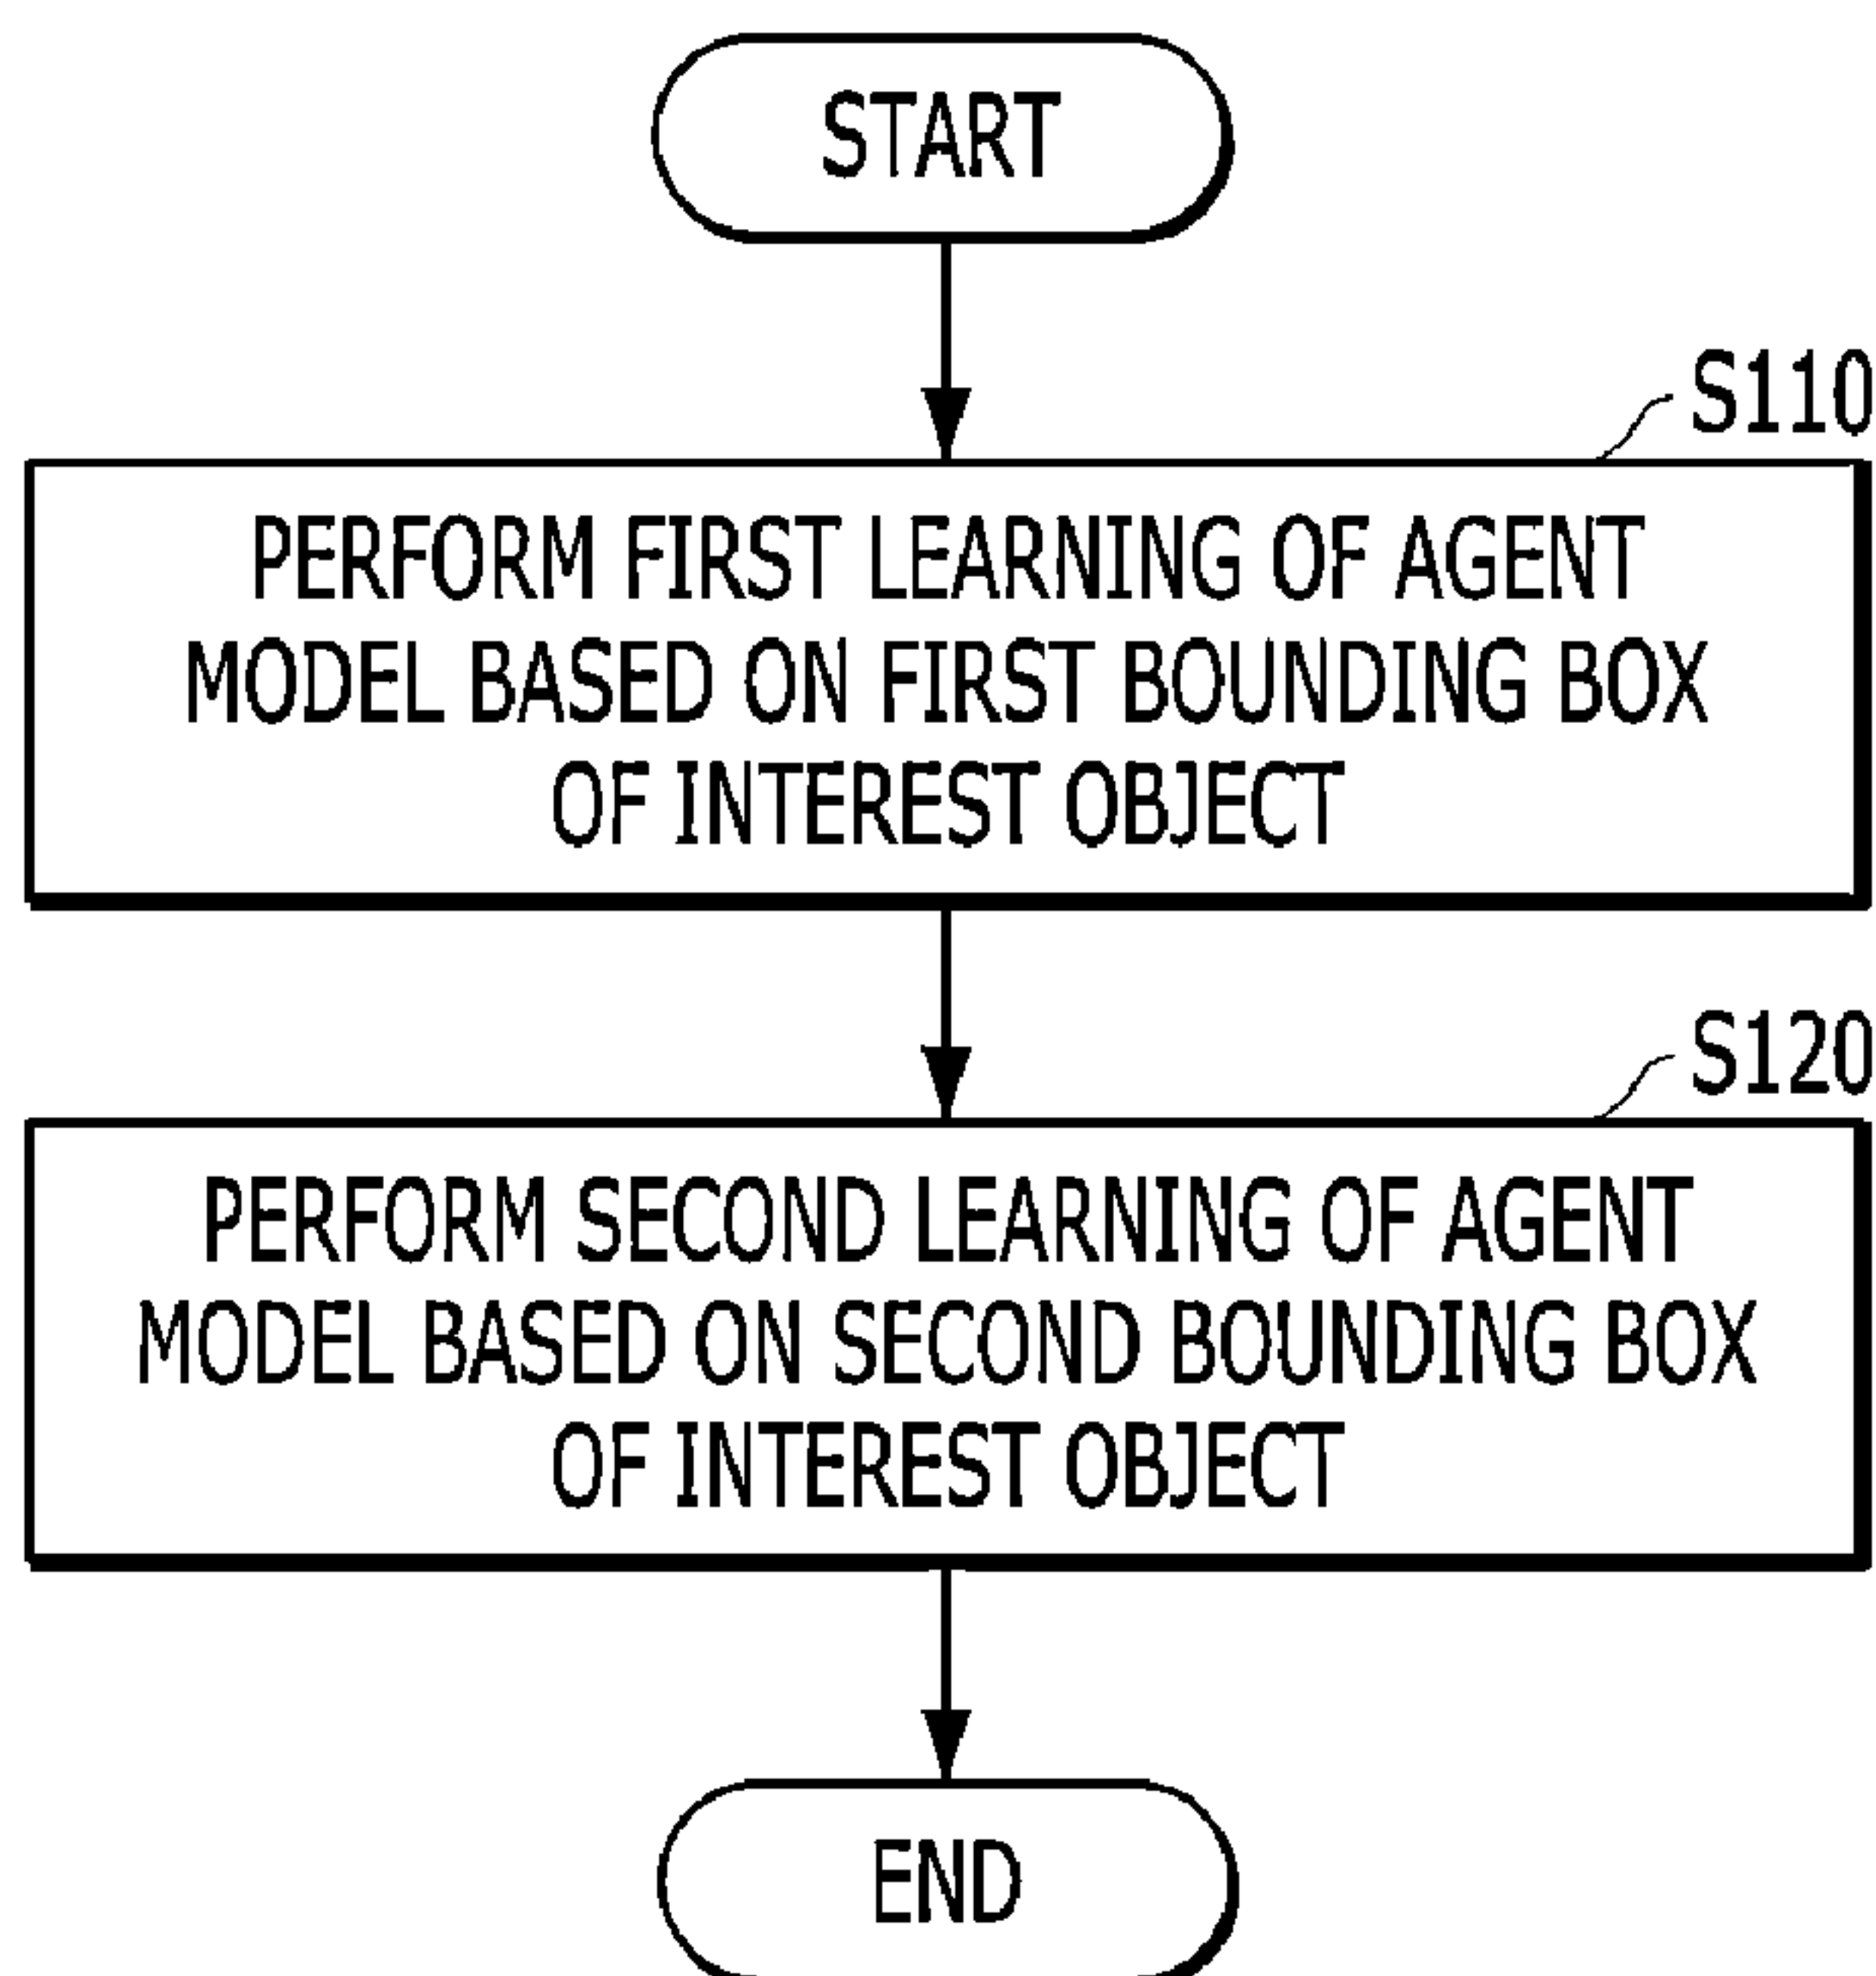 START
S110
PERFORM FIRST LEARNING OF AGENT
MODEL BASED ON FIRST BOUNDING BOX
OF INTEREST OBJECT
S120
PERFORM SECOND LEARNING OF AGENT
MODEL BASED ON SECOND BOUNDING BOX
OF INTEREST OBJECT
END